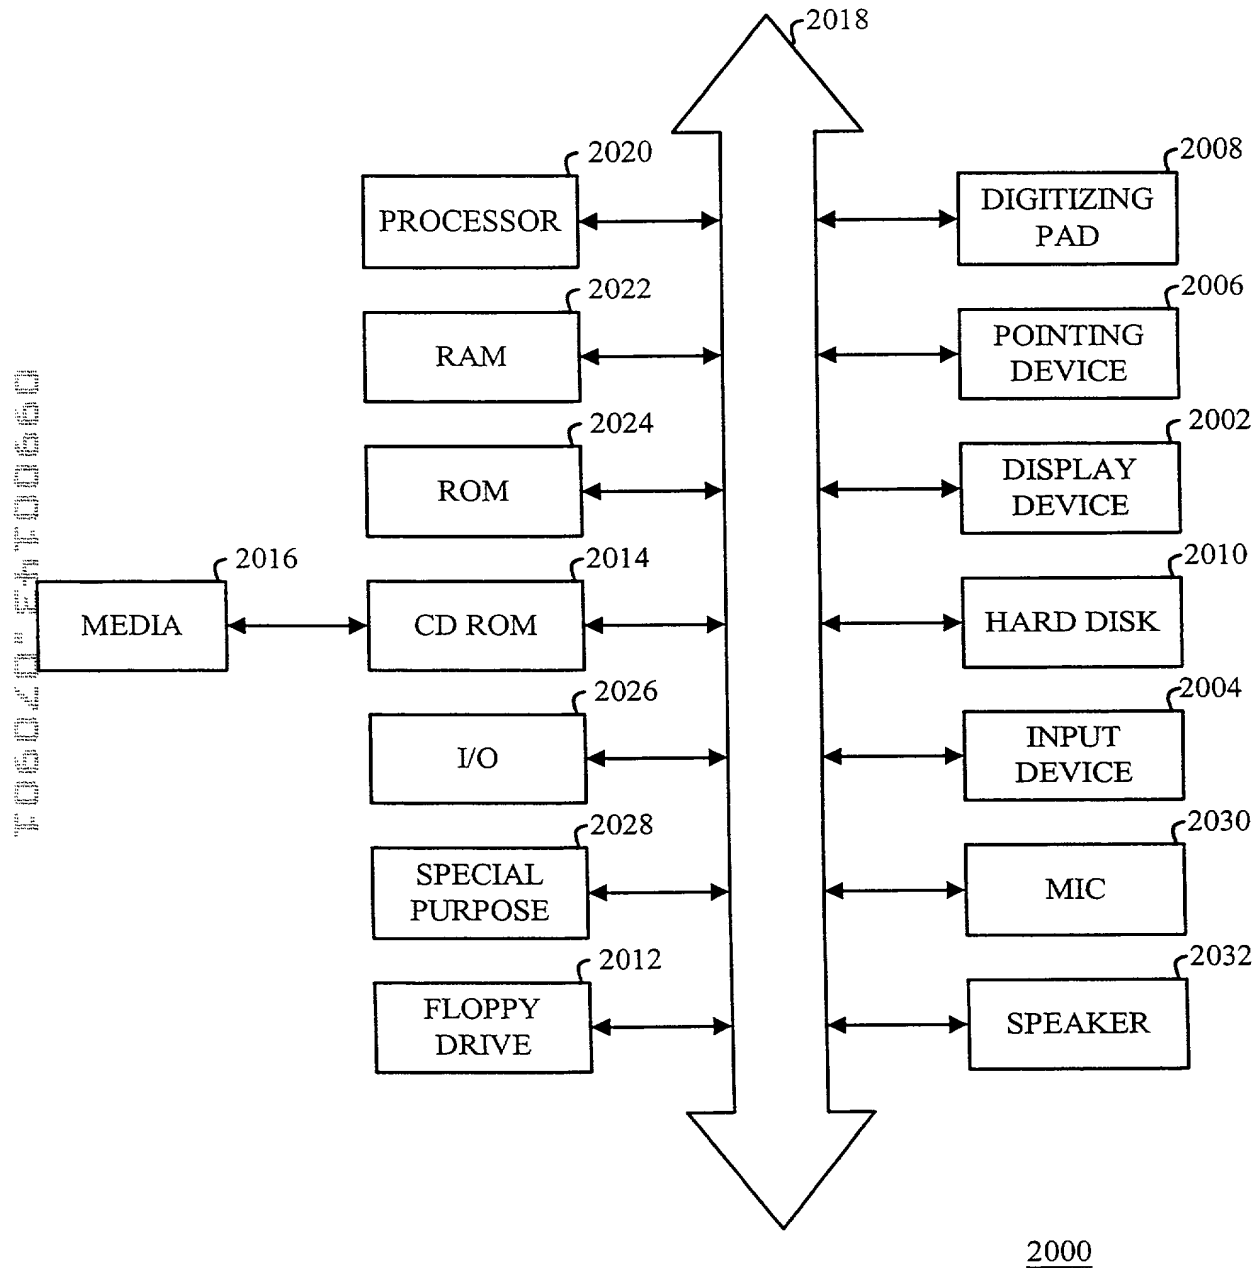 2018
2020
PROCESSOR
2008
DIGITIZING
PAD
2022
RAM
2006
POINTING
DEVICE
2024
ROM
2002
DISPLAY
DEVICE
2016
MEDIA
2014
CD ROM
2010
HARD DISK
2026
I/O
2004
INPUT
DEVICE
2028
SPECIAL
PURPOSE
2030
MIC
2012
FLOPPY
DRIVE
2032
SPEAKER
2000